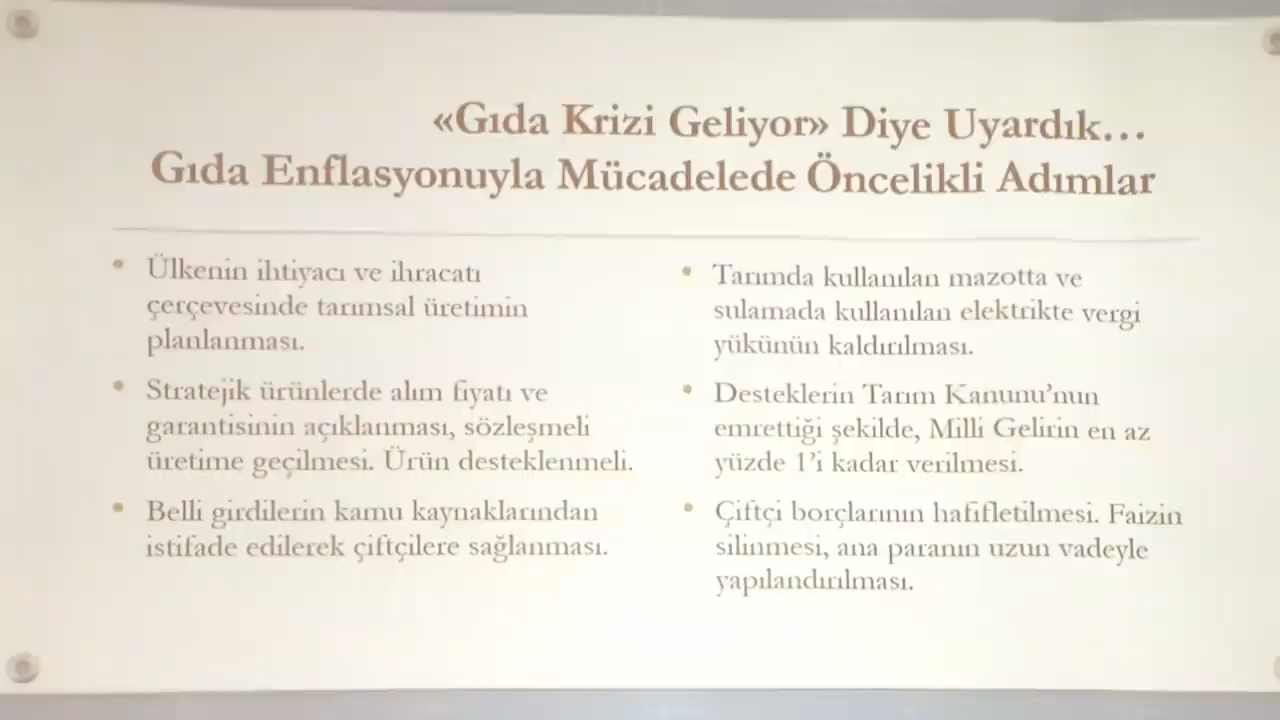 «Gıda Krizi Geliyor» Diye Uyardık...
Gıda Enflasyonuyla Mücadelede Öncelikli Adımlar
• Ülkenin ihtiyacı ve ihracatı
çerçevesinde tarımsal üretimin
planlanması.
• Stratejik ürünlerde alım fiyatı ve
garantisinin açıklanması, sözleşmeli
üretime geçilmesi. Ürün desteklenmeli.
• Belli girdilerin kamu kaynaklarından
istifade edilerek çiftçilere sağlanması.
• Tarımda kullanılan mazotta ve
sulamada kullanılan elektrikte vergi
yükünün kaldırılması.
• Desteklerin Tarım Kanunu’nun
emrettiği şekilde, Milli Gelirin en az
yüzde 1’i kadar verilmesi.
• Çiftçi borçlarının hafifletilmesi. Faizin
silinmesi, ana paranın uzun vadeyle
yapılandırılması.